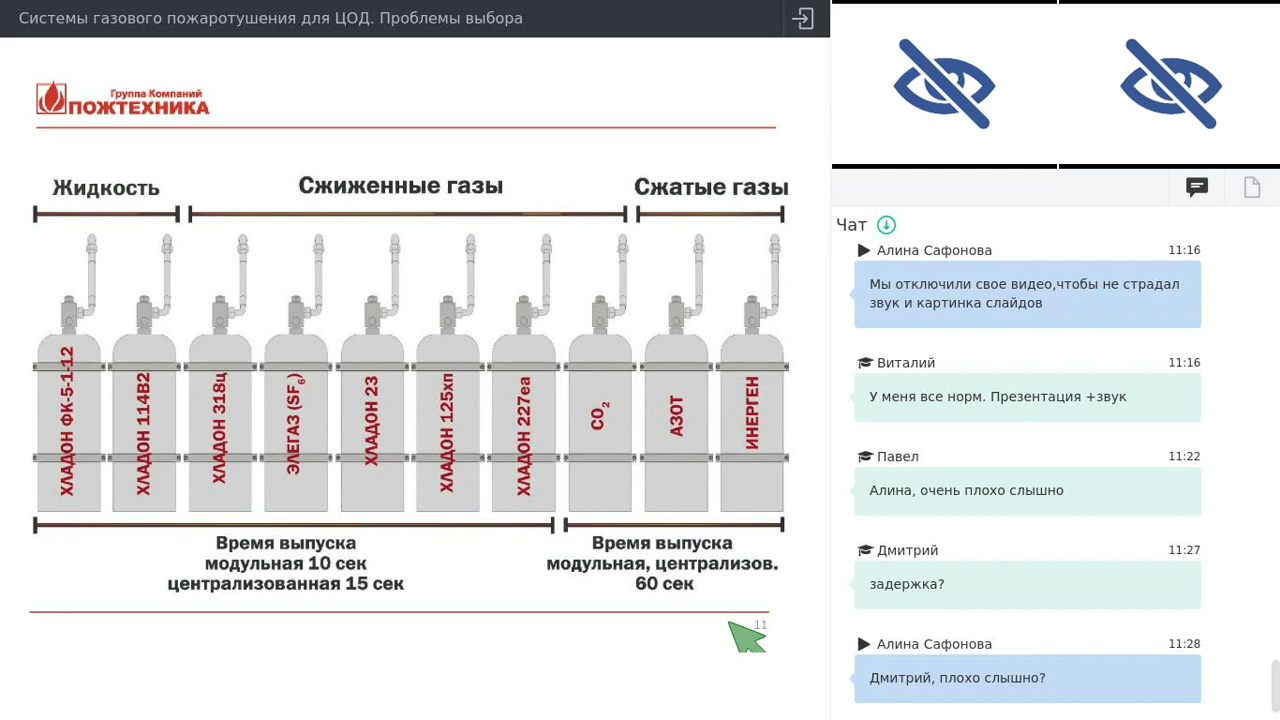 Системы газового пожаротушения для ЦОД. Проблемы выбора
Группа Компаний
ПОЖТЕХНИКА
Жидкость
Сжиженные газы
Сжатые газы
ХЛАДОН ФК-5-1-12
ХЛАДОН 114В2
ХЛАДОН 318ц
ЭЛЕГАЗ (SF6)
ХЛАДОН 23
ХЛАДОН 125хп
ХЛАДОН 227еа
CO2
АЗОТ
ИНЕРГЕН
Время выпуска
модульная 10 сек
централизованная 15 сек
Время выпуска
модульная, централизов.
60 сек
11
Чат
Алина Сафонова 11:16
Мы отключили свое видео,чтобы не страдал
звук и картинка слайдов
Виталий 11:16
У меня все норм. Презентация +звук
Павел 11:22
Алина, очень плохо слышно
Дмитрий 11:27
задержка?
Алина Сафонова 11:28
Дмитрий, плохо слышно?